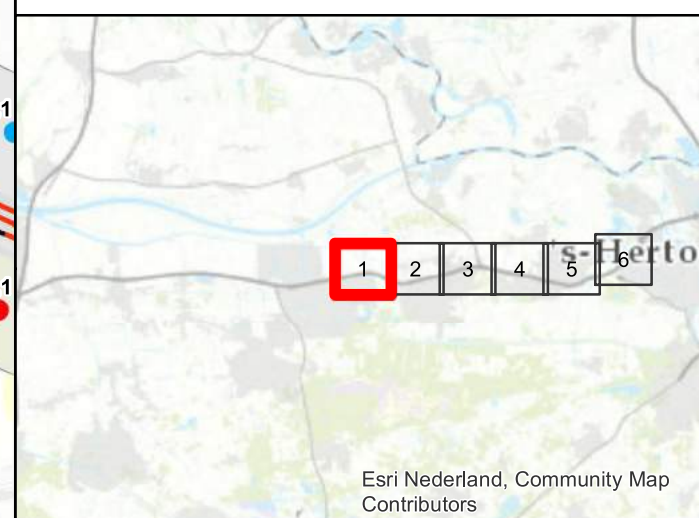 1
1
's-Herto
1 2 3 4 5 6
Esri Nederland, Community Map
Contributors